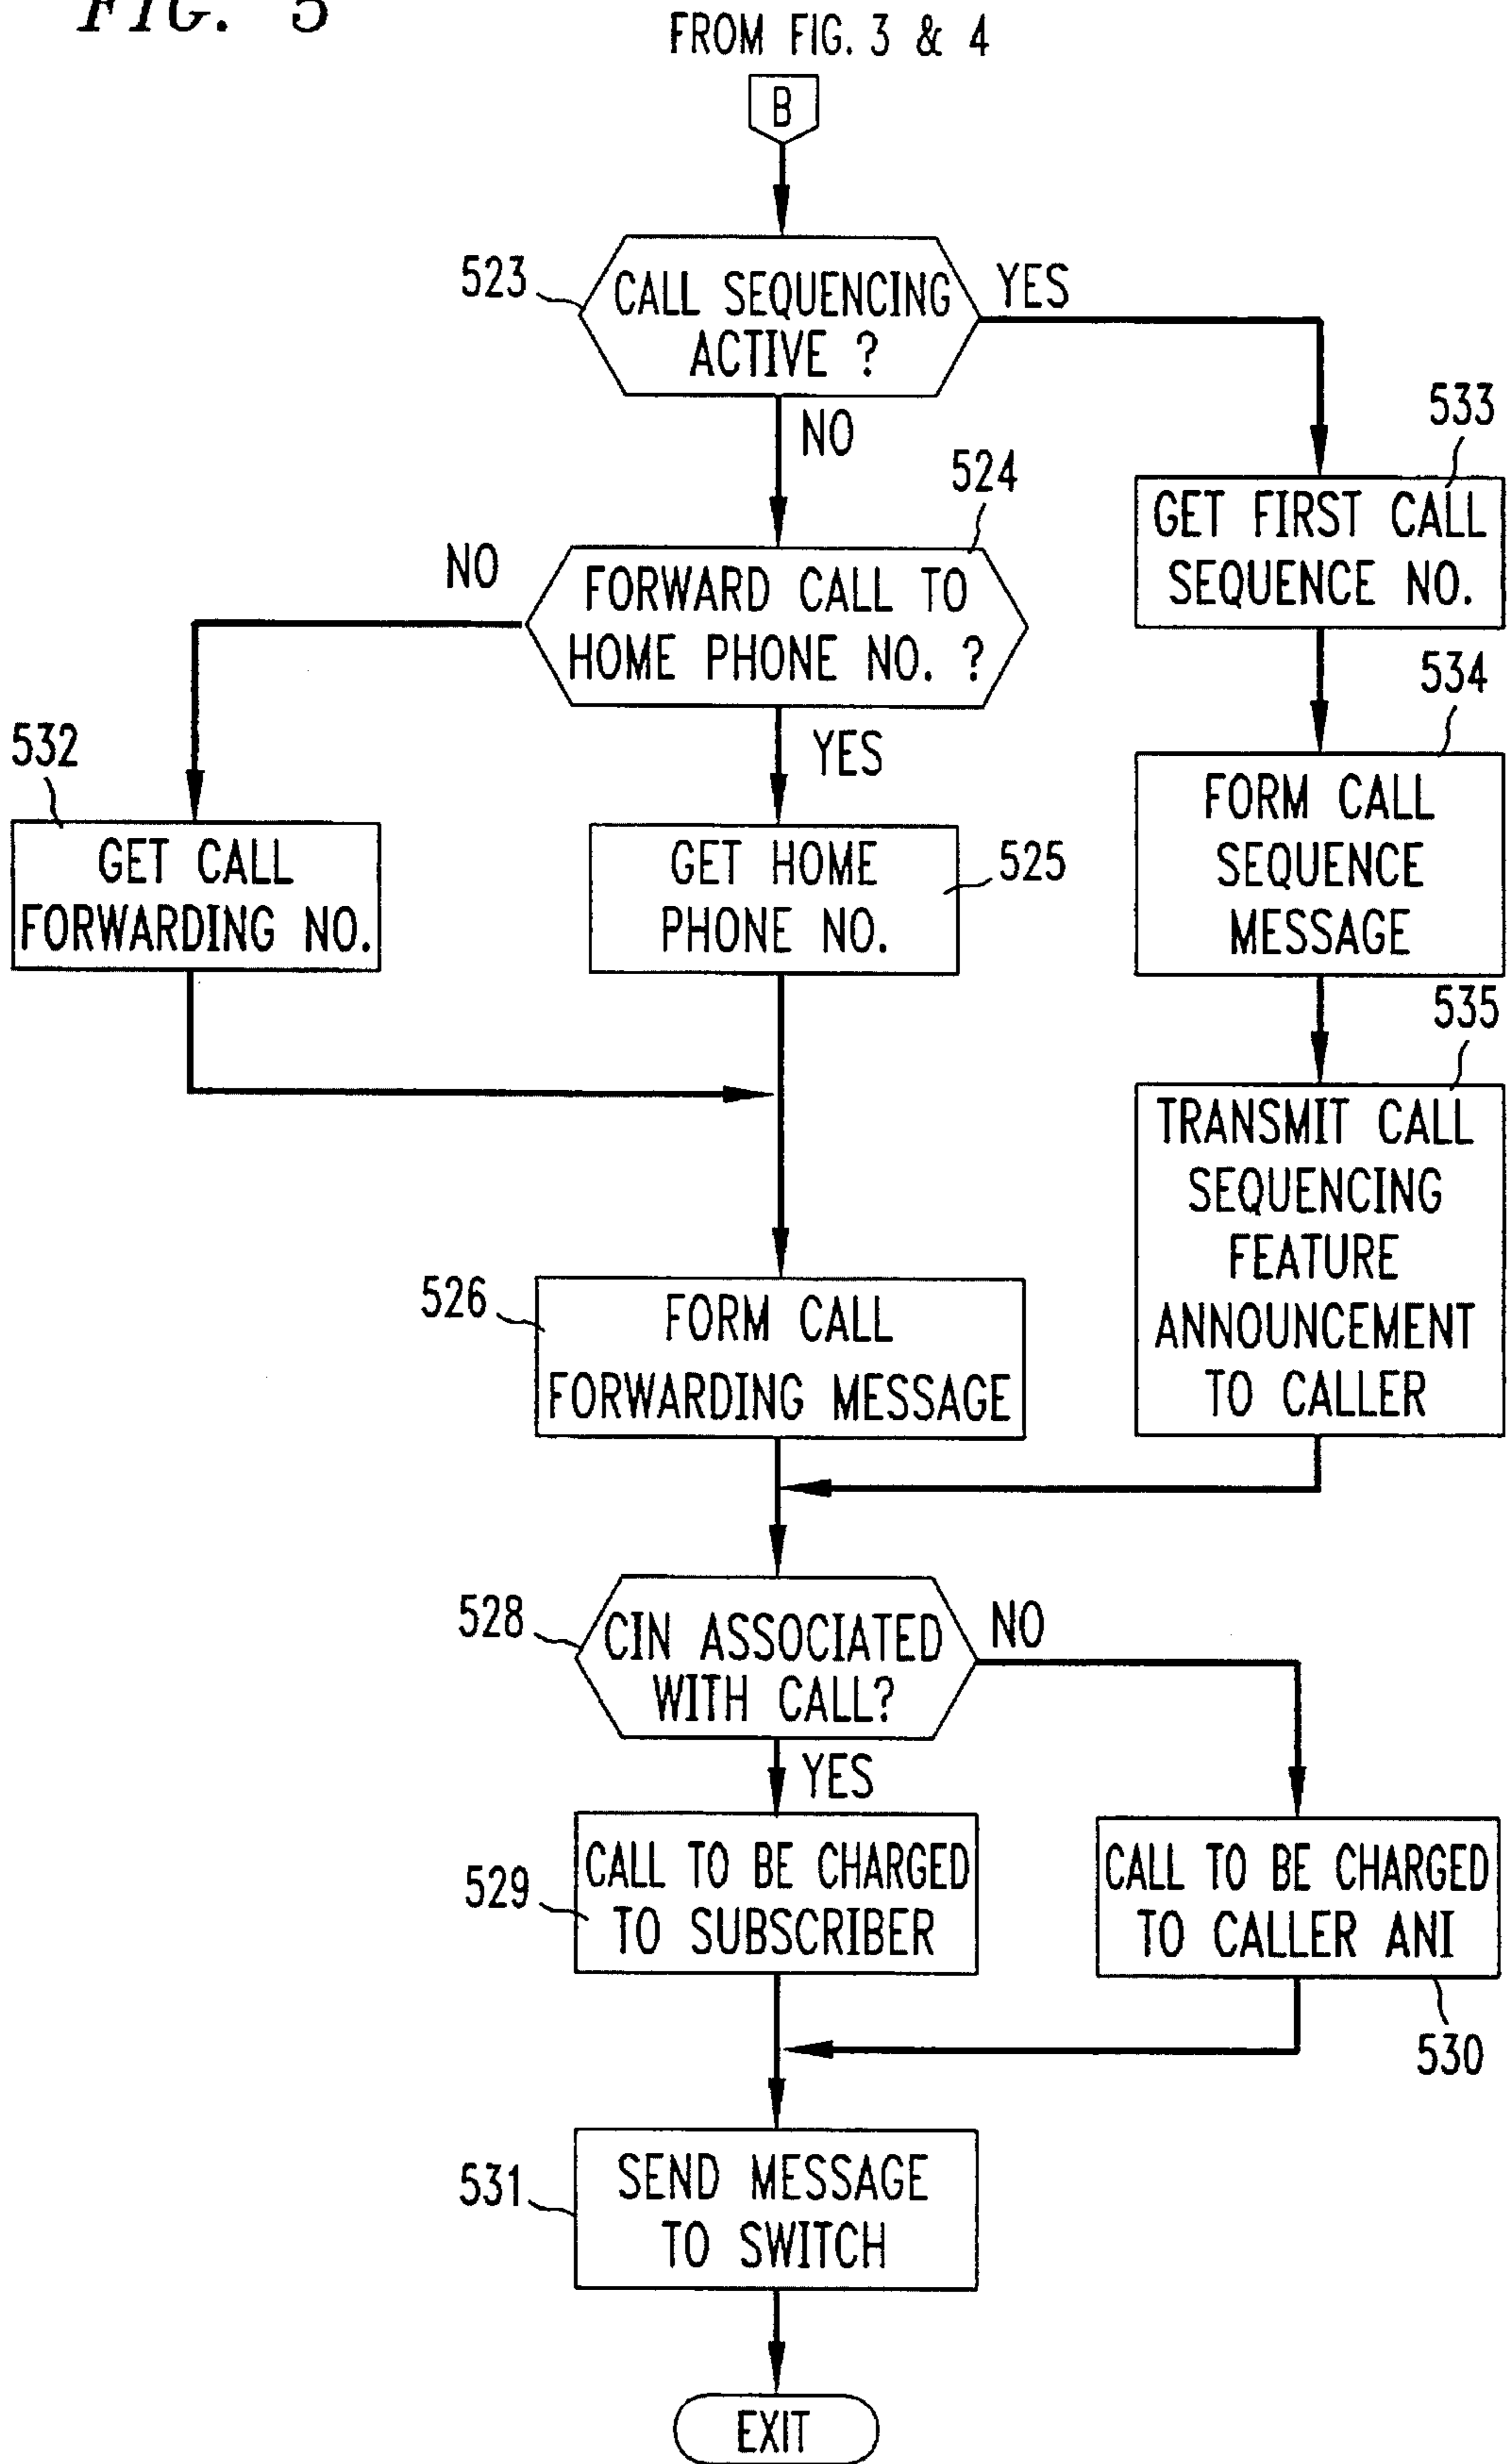 FIG. 5
FROM FIG. 3 & 4
B
523
CALL SEQUENCING
ACTIVE ?
YES
NO
533
GET FIRST CALL
SEQUENCE NO.
524
FORWARD CALL TO
HOME PHONE NO. ?
NO
YES
534
FORM CALL
SEQUENCE
MESSAGE
532
GET CALL
FORWARDING NO.
GET HOME
PHONE NO.
525
535
TRANSMIT CALL
SEQUENCING
FEATURE
ANNOUNCEMENT
TO CALLER
526
FORM CALL
FORWARDING MESSAGE
528
CIN ASSOCIATED
WITH CALL?
NO
YES
529
CALL TO BE CHARGED
TO SUBSCRIBER
CALL TO BE CHARGED
TO CALLER ANI
530
531
SEND MESSAGE
TO SWITCH
EXIT